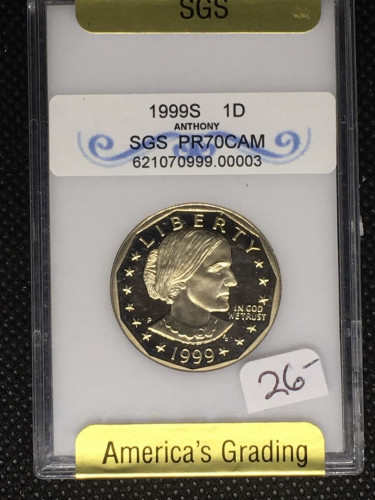 SGS
1999S 1D
ANTHONY
SGS PR70CAM
621070999.00003
LIBERTY
IN GOD
WE TRUST
P
1999
26-
America's Grading